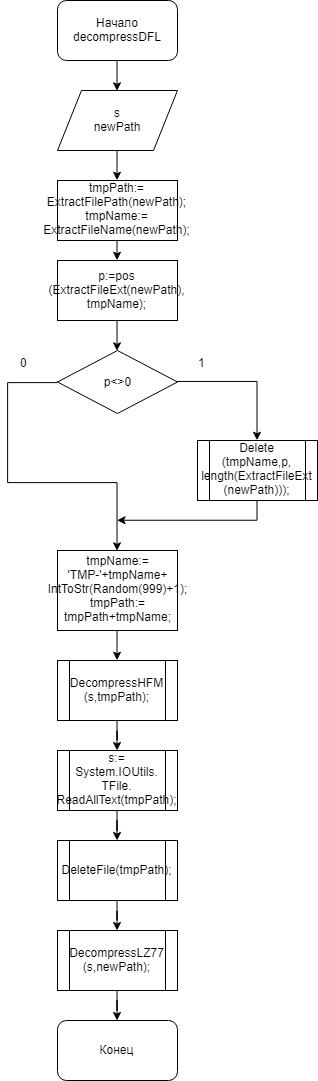 Начало
decompressDFL
s
newPath
tmpPath:=
ExtractFilePath(newPath);
tmpName:=
ExtractFileName(newPath);
p:=pos
(ExtractFileExt(newPath),
tmpName);
0
1
p<>0
Delete
(tmpName,p,
length(ExtractFileExt
(newPath)));
tmpName:=
'TMP-'+tmpName+
IntToStr(Random(999)+1);
tmpPath:=
tmpPath+tmpName;
DecompressHFM
(s,tmpPath);
s:=
System.IOUtils.
TFile.
ReadAllText(tmpPath);
DeleteFile(tmpPath);
DecompressLZ77
(s,newPath);
Конец